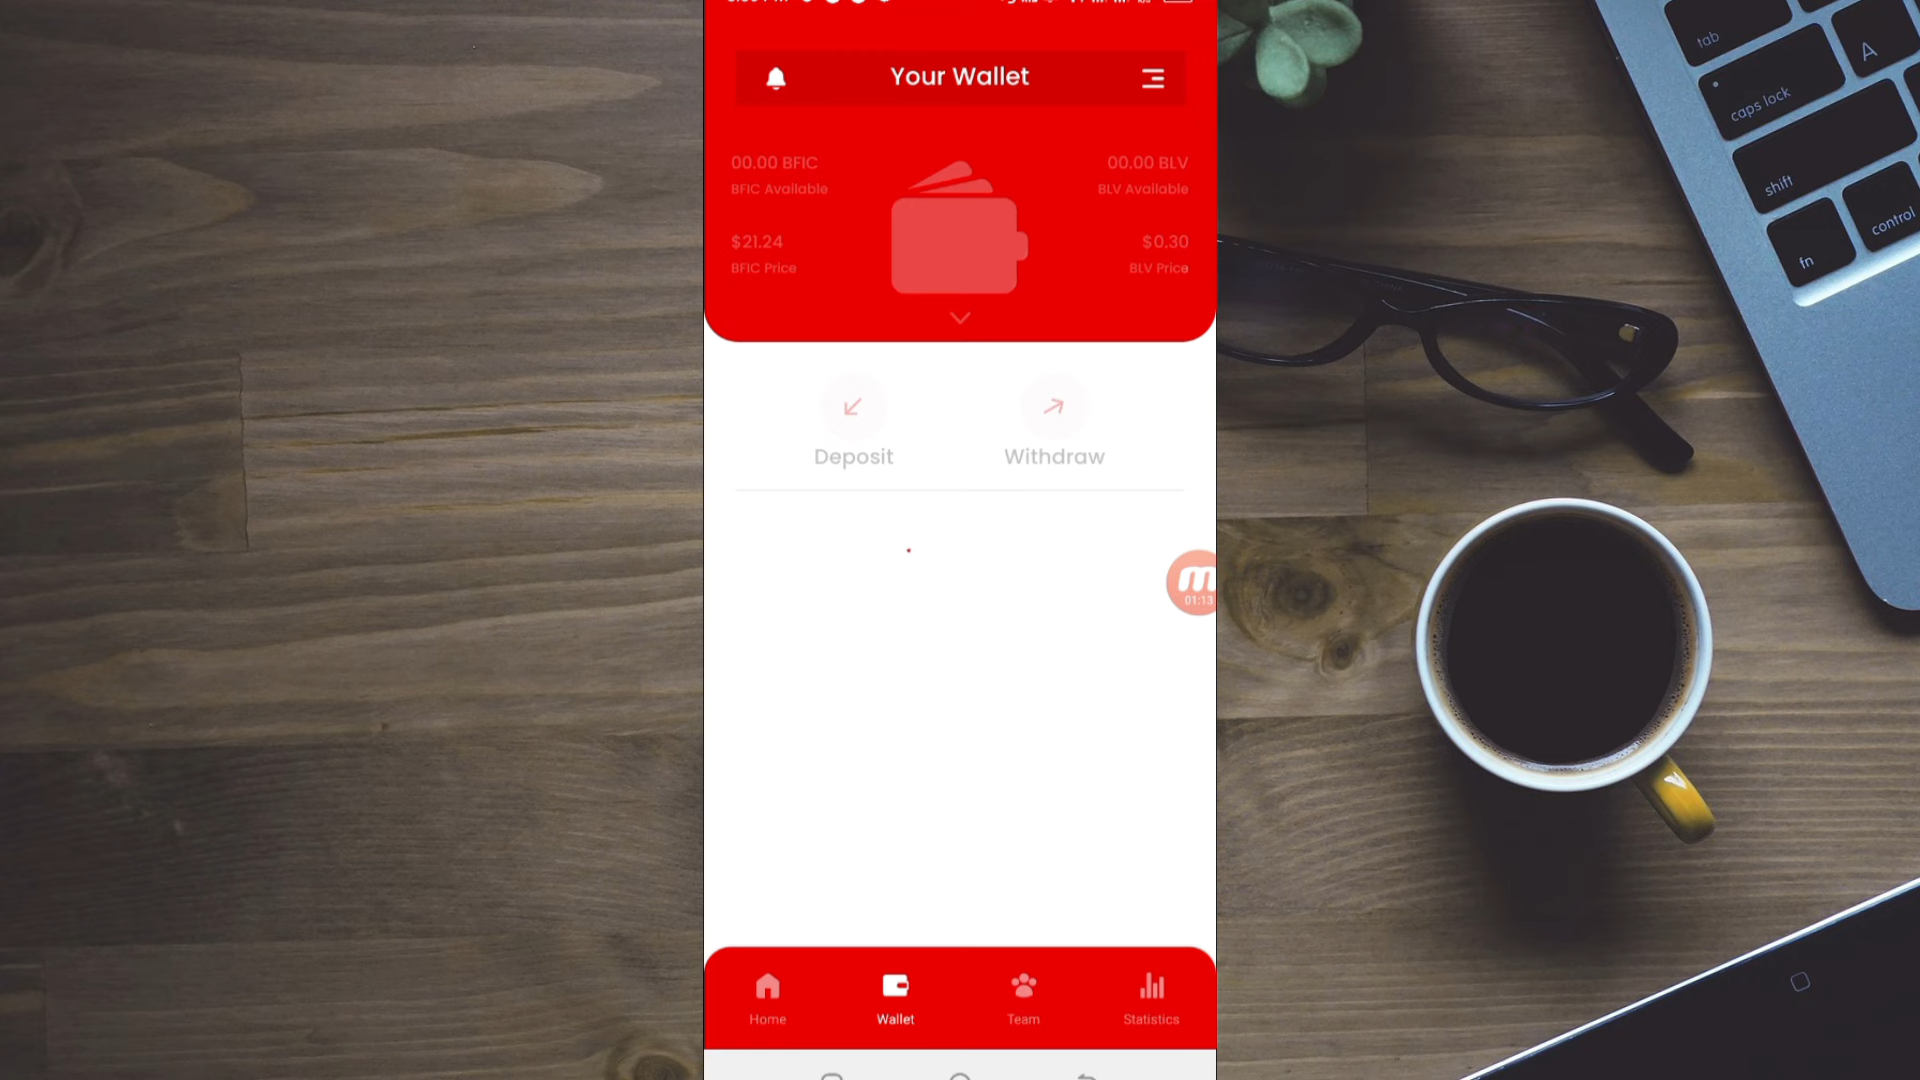 Your Wallet
00.00 BFIC
BFIC Available
00.00 BLV
BLV Available
$21.24
BFIC Price
$0.30
BLV Price
Deposit
Withdraw
m
01:13
Home
Wallet
Team
Statistics
tab
A
caps lock
shift
fn
control